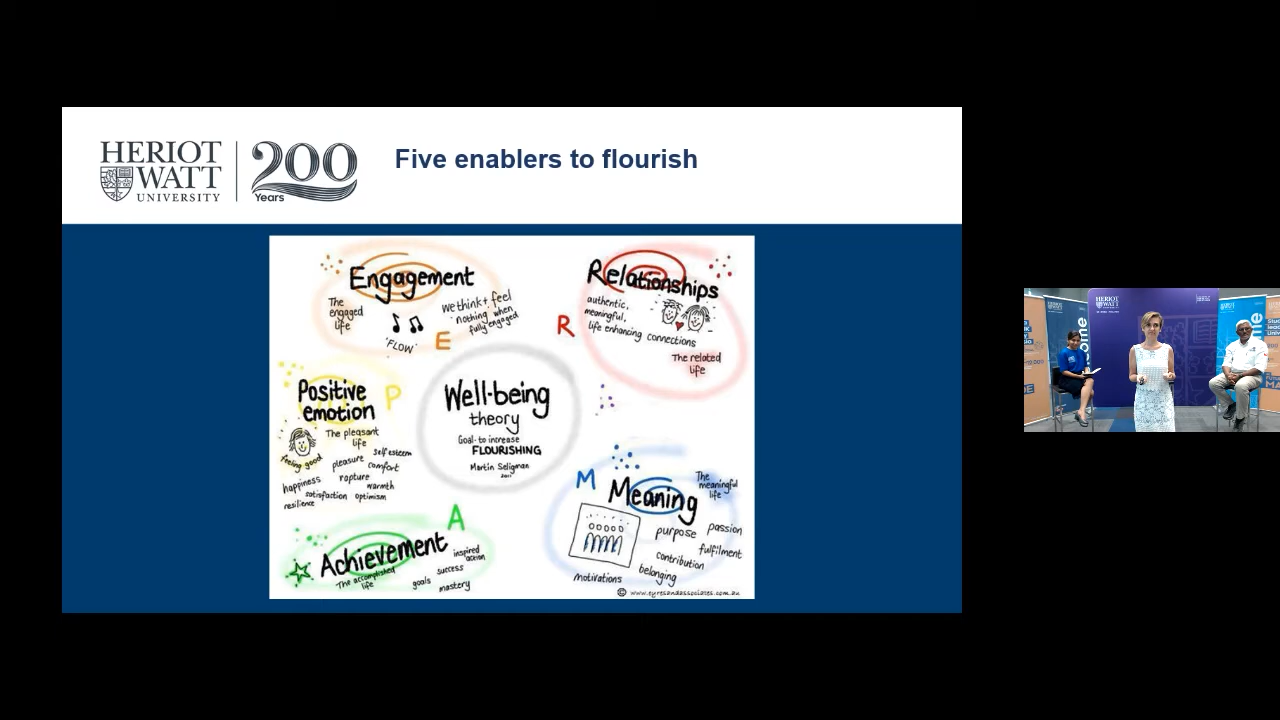 HERIOT
WATT
UNIVERSITY
200
Years
Five enablers to flourish
Engagement
The
engaged
life
'FLOW'
we think + feel
nothing when
fully engaged
E
R
Relationships
authentic,
meaningful,
life enhancing connections
The related
life
Positive
emotion
P
The pleasant
life
feeling good
self esteem
pleasure
comfort
happiness
rapture
warmth
satisfaction
optimism
resilience
Well-being
theory
Goal - to increase
FLOURISHING
Martin Seligman
2011
M
Meaning
The
meaningful
life
purpose
passion
fulfilment
contribution
belonging
motivations
A
Achievement
The accomplished
life
inspired
action
success
goals
mastery
© www.eyresandassociates.com.au
HERIOT
WATT